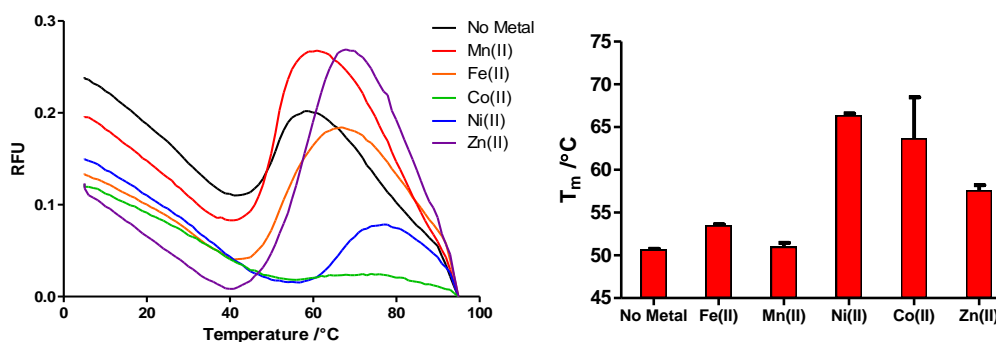 0.3
0.2
0.1
0.0
RFU
0 20 40 60 80 100
Temperature /°C
No Metal
Mn(II)
Fe(II)
Co(II)
Ni(II)
Zn(II)
75
70
65
60
55
50
45
Tm/°C
No Metal Fe(II) Mn(II) Ni(II) Co(II) Zn(II)